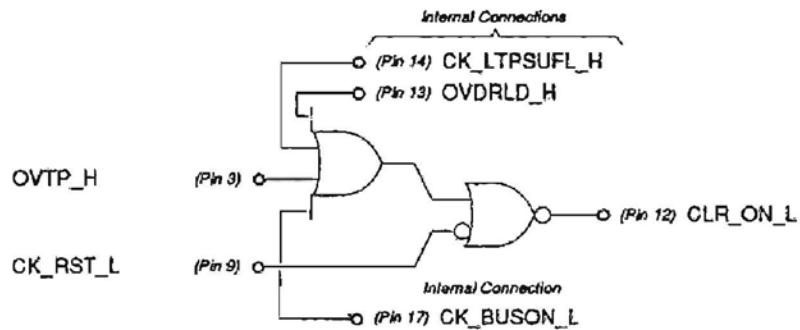 Internal Connections
(Pin 14) CK_LTPSUFL_H
(Pin 13) OVDRLD_H
OVTP_H (Pin 3)
(Pin 12) CLR_ON_L
CK_RST_L (Pin 9)
Internal Connection
(Pin 17) CK_BUSON_L